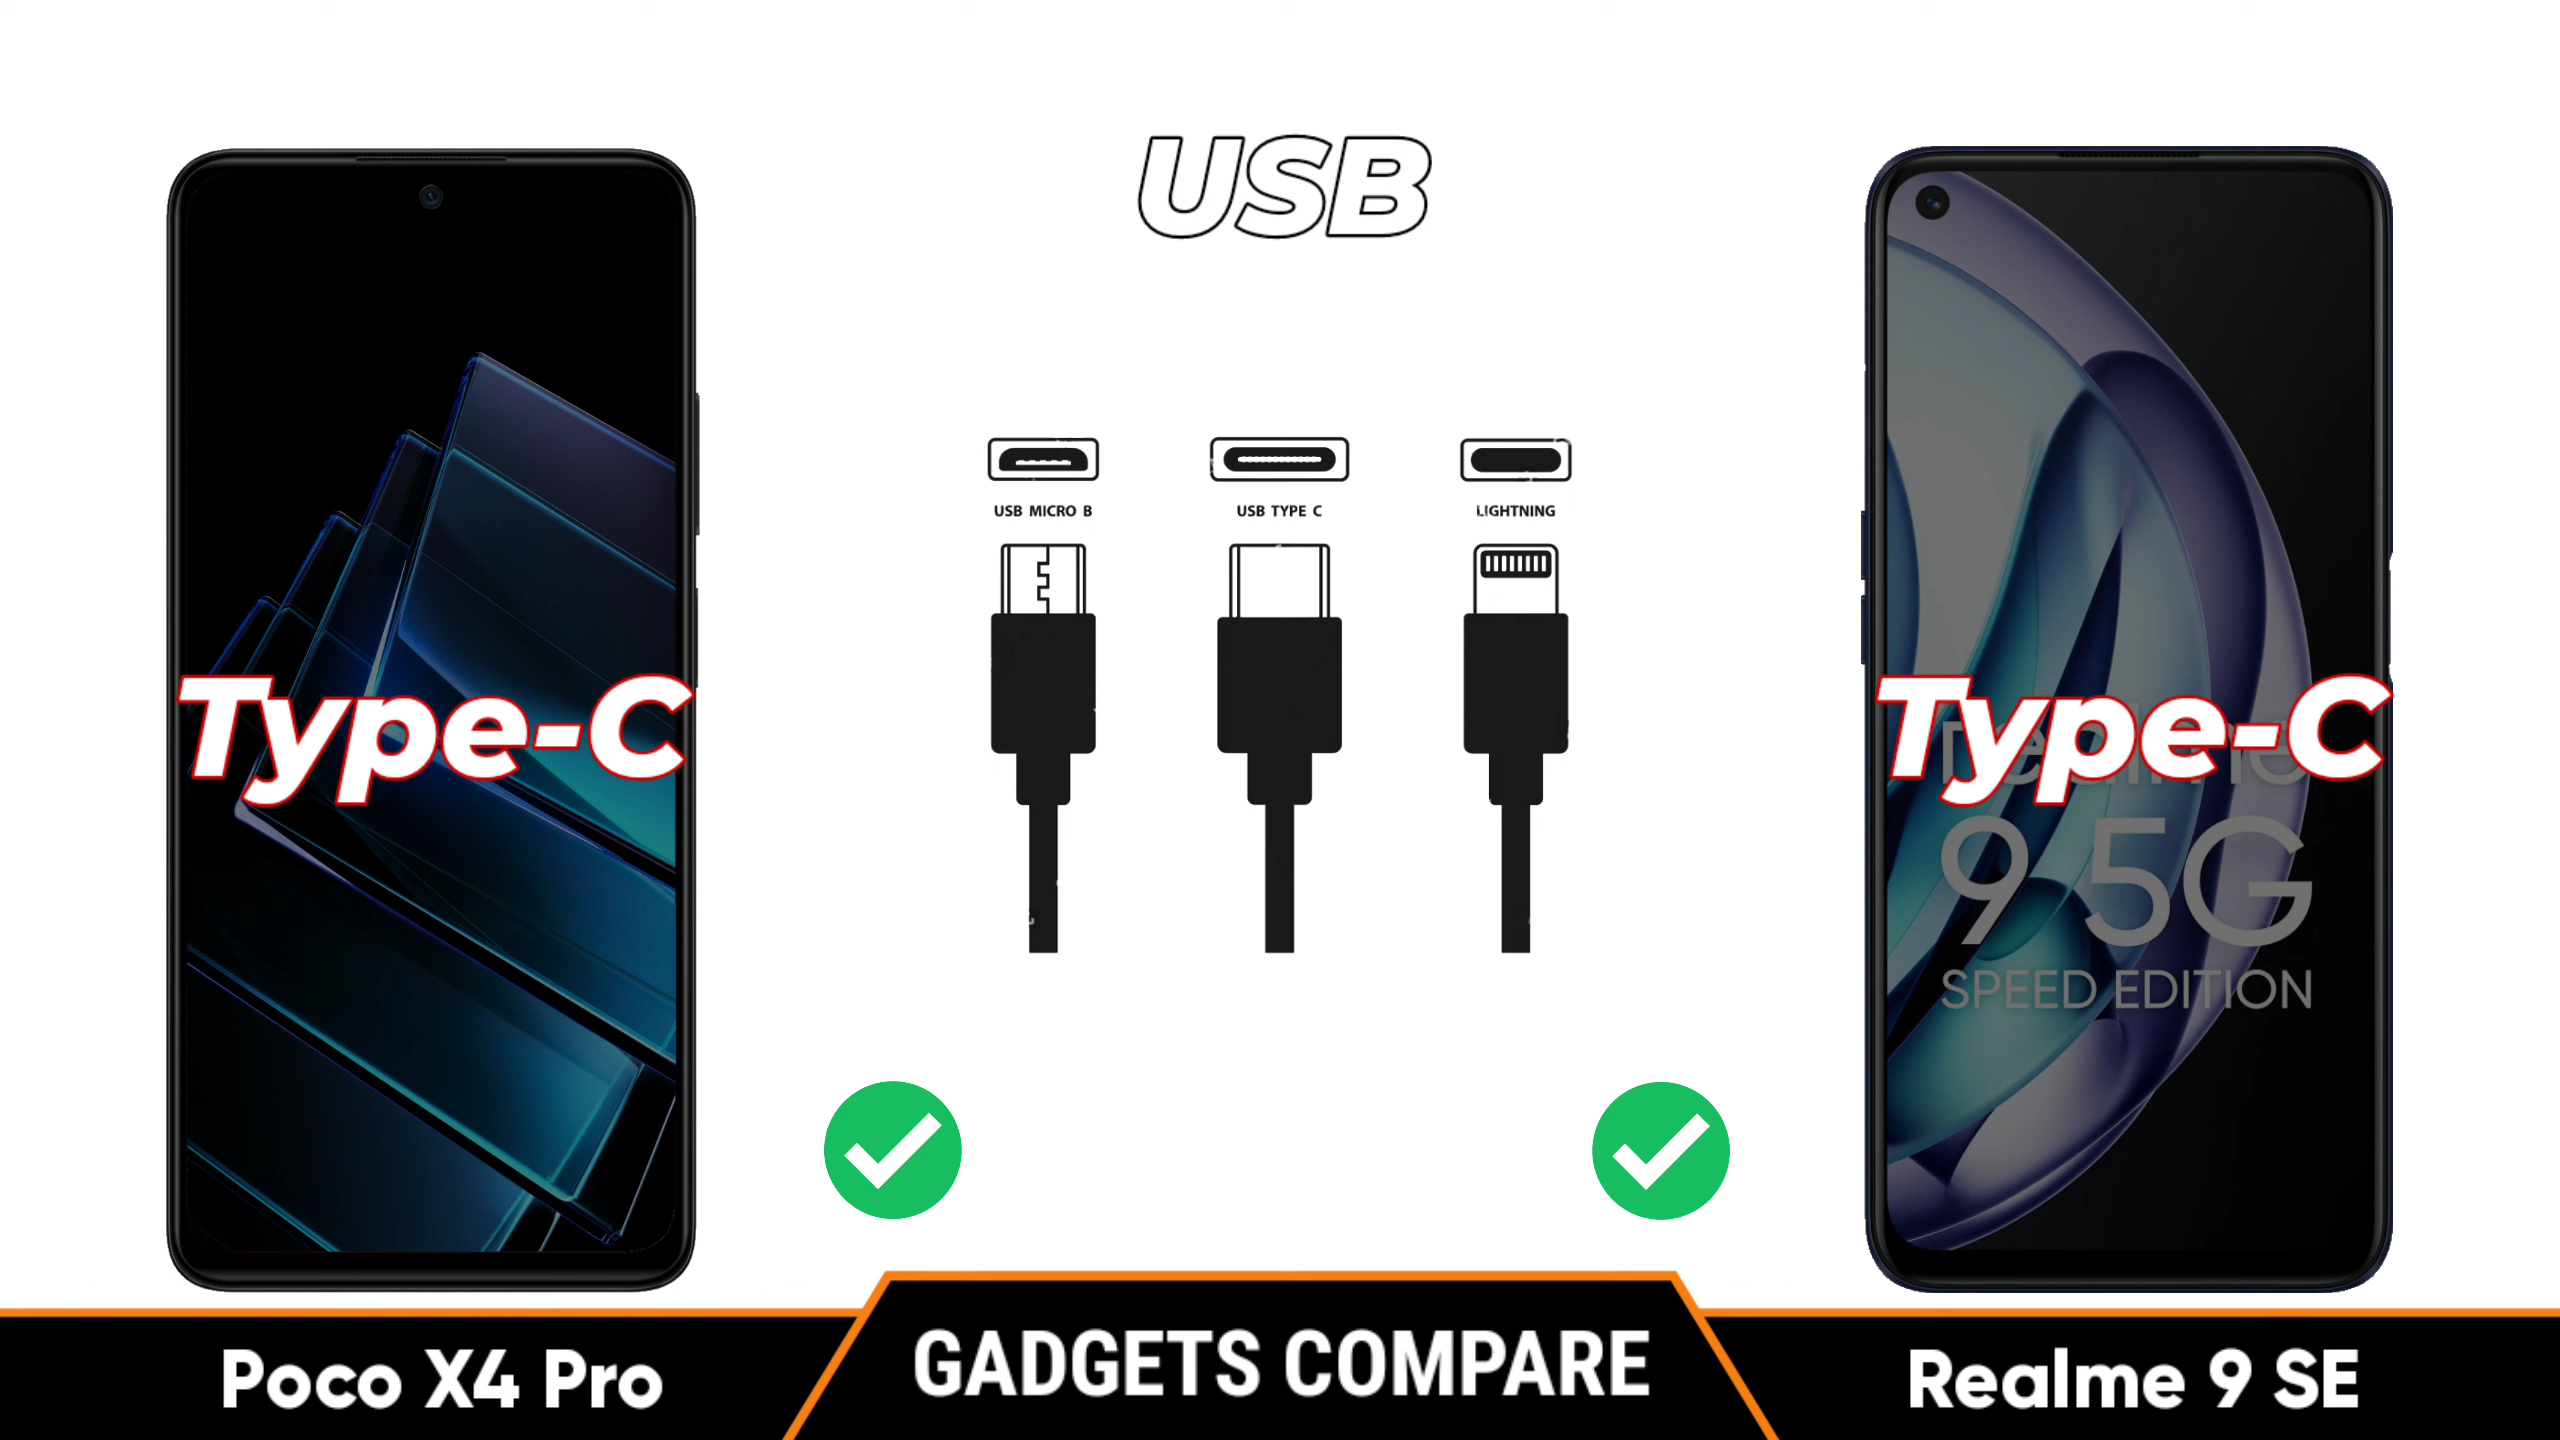 USB
USB MICRO B
USB TYPE C
LIGHTNING
Type-C
Type-C
realme
9 5G
SPEED EDITION
Poco X4 Pro
GADGETS COMPARE
Realme 9 SE